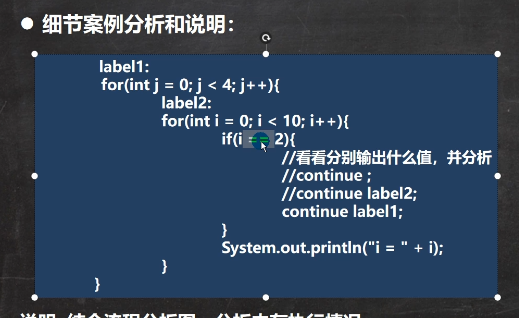 ● 细节案例分析和说明：
label1:
for(int j = 0; j < 4; j++){
label2:
for(int i = 0; i < 10; i++){
if(i == 2){
//看看分别输出什么值，并分析
//continue ;
//continue label2;
continue label1;
}
System.out.println("i = " + i);
}
}